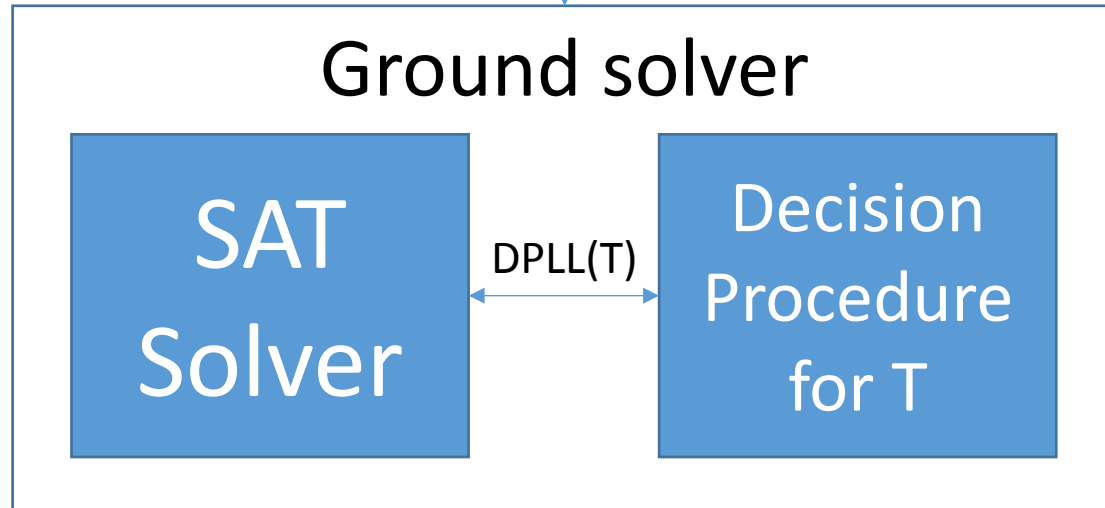 Ground solver
SAT
Solver
DPLL(T)
Decision
Procedure
for T